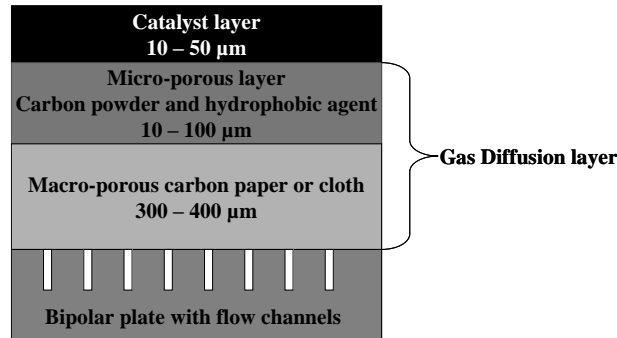 Catalyst layer
10 – 50 µm
Micro-porous layer
Carbon powder and hydrophobic agent
10 – 100 µm
Gas Diffusion layer
Macro-porous carbon paper or cloth
300 – 400 µm
Bipolar plate with flow channels